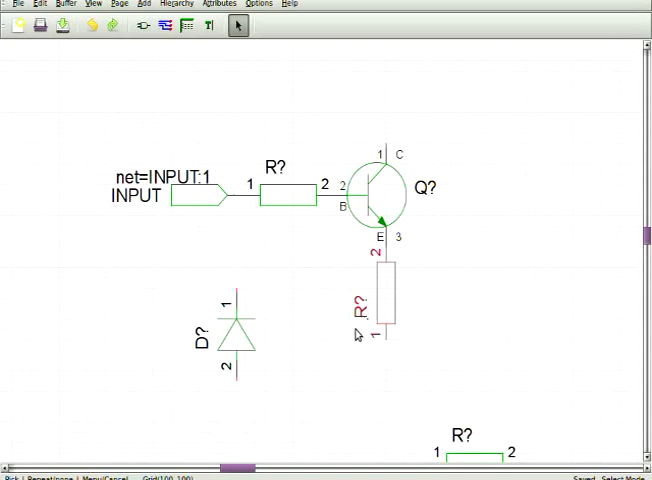 File Edit Buffer View Page Add Hierarchy Attributes Options Help
1 C
net=INPUT:1
R?
INPUT
1
2
2
B
Q?
E 3
2
R?
1
1
D?
2
R?
1
2
Pick | Repeat/none | Menu/Cancel Grid(100, 100) Saved Select Mode